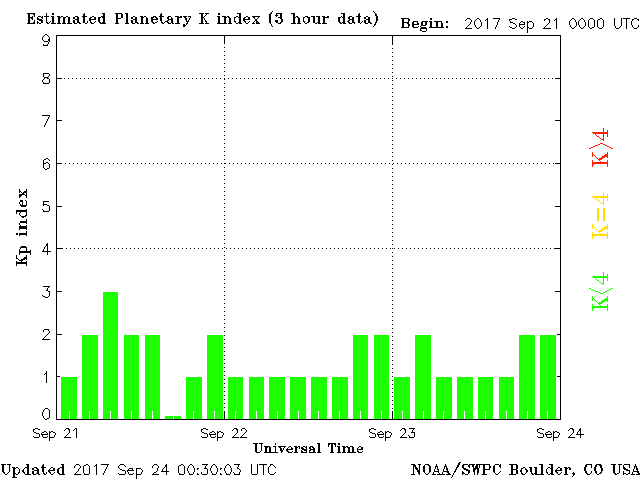 Estimated Planetary K index (3 hour data)
Begin: 2017 Sep 21 0000 UTC
9
8
7
6
5
4
3
2
1
0
Kp index
K>4
K=4
K<4
Sep 21
Sep 22
Sep 23
Sep 24
Universal Time
Updated 2017 Sep 24 00:30:03 UTC
NOAA/SWPC Boulder, CO USA